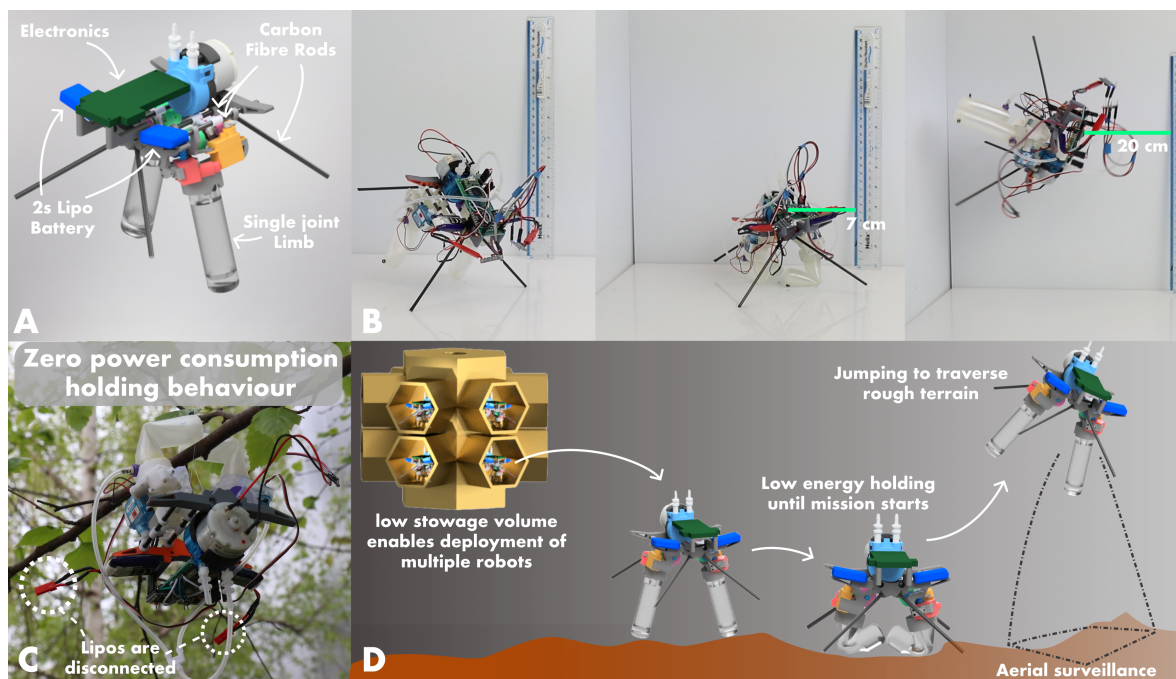 Electronics
Carbon
Fibre Rods
2s Lipo
Battery
Single joint
Limb
A
7 cm
20 cm
B
Zero power consumption
holding behaviour
Lipos are
disconnected
C
low stowage volume
enables deployment of
multiple robots
Low energy holding
until mission starts
Jumping to traverse
rough terrain
Aerial surveillance
D